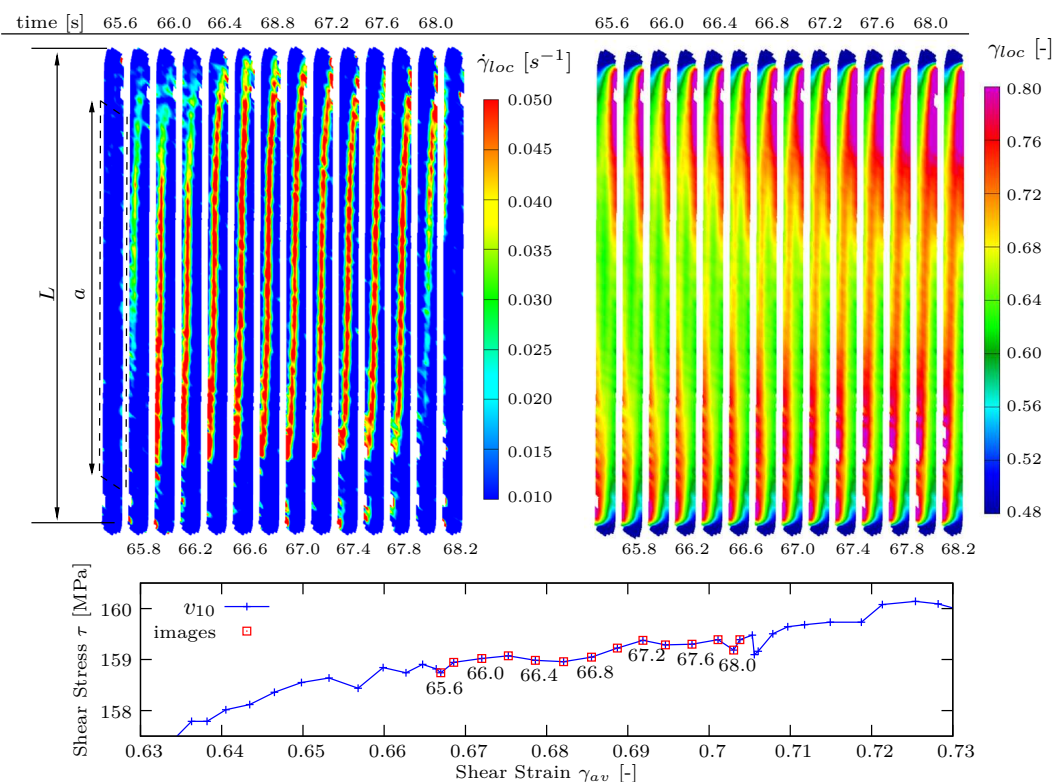 time [s] 65.6 66.0 66.4 68.8 67.2 67.6 68.0 65.6 66.0 66.4 66.8 67.2 67.6 68.0
γ̇loc [s⁻¹]
γloc [-]
0.050
0.045
0.040
0.035
0.030
0.025
0.020
0.015
0.010
0.80
0.76
0.72
0.68
0.64
0.60
0.56
0.52
0.48
L
a
65.8 66.2 66.6 67.0 67.4 67.8 68.2 65.8 66.2 66.6 67.0 67.4 67.8 68.2
Shear Stress τ [MPa]
160
159
158
v10
images
65.6
66.0
66.4
66.8
67.2
67.6
68.0
0.63 0.64 0.65 0.66 0.67 0.68 0.69 0.7 0.71 0.72 0.73
Shear Strain γav [-]